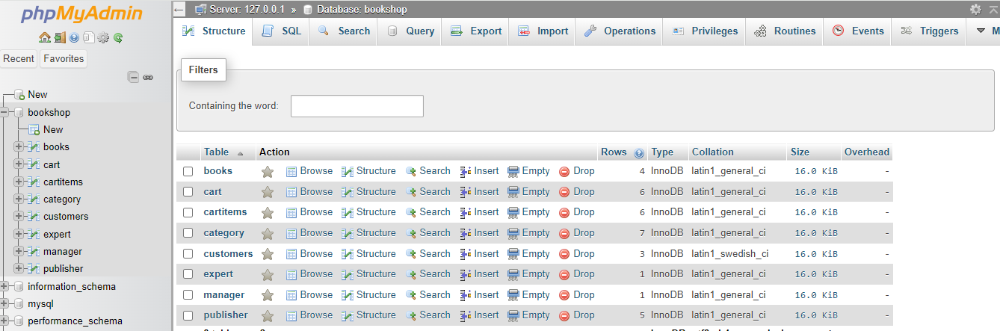 phpMyAdmin
Recent Favorites
New
bookshop
New
books
cart
cartitems
category
customers
expert
manager
publisher
information_schema
mysql
performance_schema
Server: 127.0.0.1 » Database: bookshop
Structure SQL Search Query Export Import Operations Privileges Routines Events Triggers M
Filters
Containing the word:
Table Action Rows Type Collation Size Overhead
books Browse Structure Search Insert Empty Drop 4 InnoDB latin1_general_ci 16.0 KiB -
cart Browse Structure Search Insert Empty Drop 6 InnoDB latin1_general_ci 16.0 KiB -
cartitems Browse Structure Search Insert Empty Drop 6 InnoDB latin1_general_ci 16.0 KiB -
category Browse Structure Search Insert Empty Drop 7 InnoDB latin1_general_ci 16.0 KiB -
customers Browse Structure Search Insert Empty Drop 3 InnoDB latin1_swedish_ci 16.0 KiB -
expert Browse Structure Search Insert Empty Drop 1 InnoDB latin1_general_ci 16.0 KiB -
manager Browse Structure Search Insert Empty Drop 1 InnoDB latin1_general_ci 16.0 KiB -
publisher Browse Structure Search Insert Empty Drop 5 InnoDB latin1_general_ci 16.0 KiB -